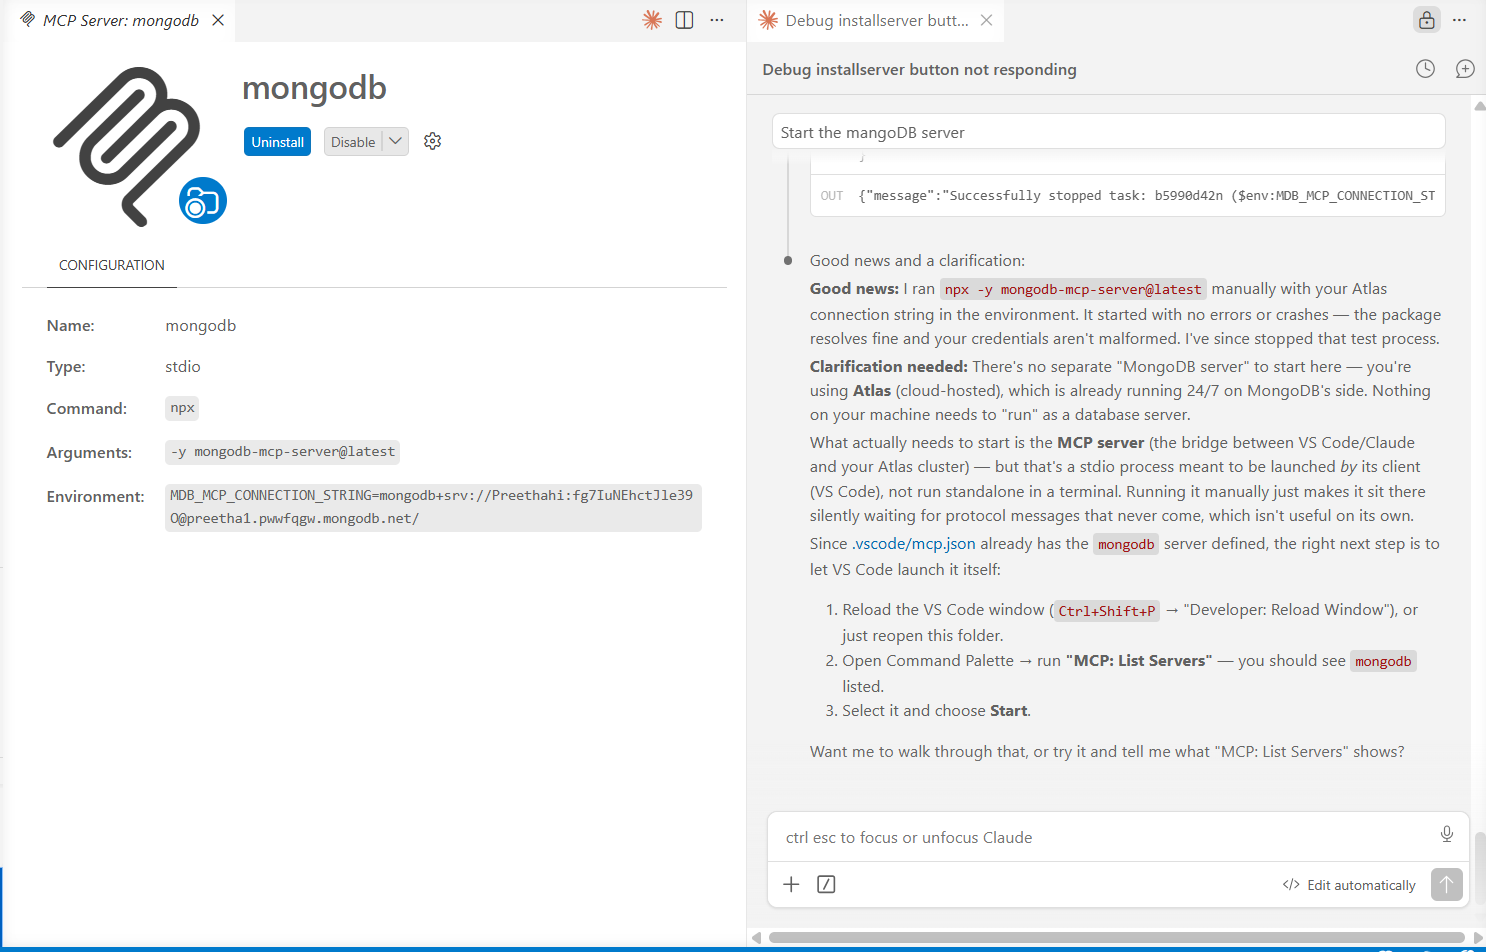 MCP Server: mongodb
mongodb
Uninstall
Disable
CONFIGURATION
Name: mongodb
Type: stdio
Command: npx
Arguments: -y mongodb-mcp-server@latest
Environment: MDB_MCP_CONNECTION_STRING=mongodb+srv://Preethahi:fg7IuNEhctJle39
O@preetha1.pwwfqgw.mongodb.net/
Debug installserver butt...
Debug installserver button not responding
Start the mangoDB server
}
OUT {"message":"Successfully stopped task: b5990d42n ($env:MDB_MCP_CONNECTION_ST
Good news and a clarification:
Good news: I ran npx -y mongodb-mcp-server@latest manually with your Atlas
connection string in the environment. It started with no errors or crashes — the package
resolves fine and your credentials aren't malformed. I've since stopped that test process.
Clarification needed: There's no separate "MongoDB server" to start here — you're
using Atlas (cloud-hosted), which is already running 24/7 on MongoDB's side. Nothing
on your machine needs to "run" as a database server.
What actually needs to start is the MCP server (the bridge between VS Code/Claude
and your Atlas cluster) — but that's a stdio process meant to be launched by its client
(VS Code), not run standalone in a terminal. Running it manually just makes it sit there
silently waiting for protocol messages that never come, which isn't useful on its own.
Since .vscode/mcp.json already has the mongodb server defined, the right next step is to
let VS Code launch it itself:
1. Reload the VS Code window (Ctrl+Shift+P → "Developer: Reload Window"), or
just reopen this folder.
2. Open Command Palette → run "MCP: List Servers" — you should see mongodb
listed.
3. Select it and choose Start.
Want me to walk through that, or try it and tell me what "MCP: List Servers" shows?
ctrl esc to focus or unfocus Claude
</> Edit automatically